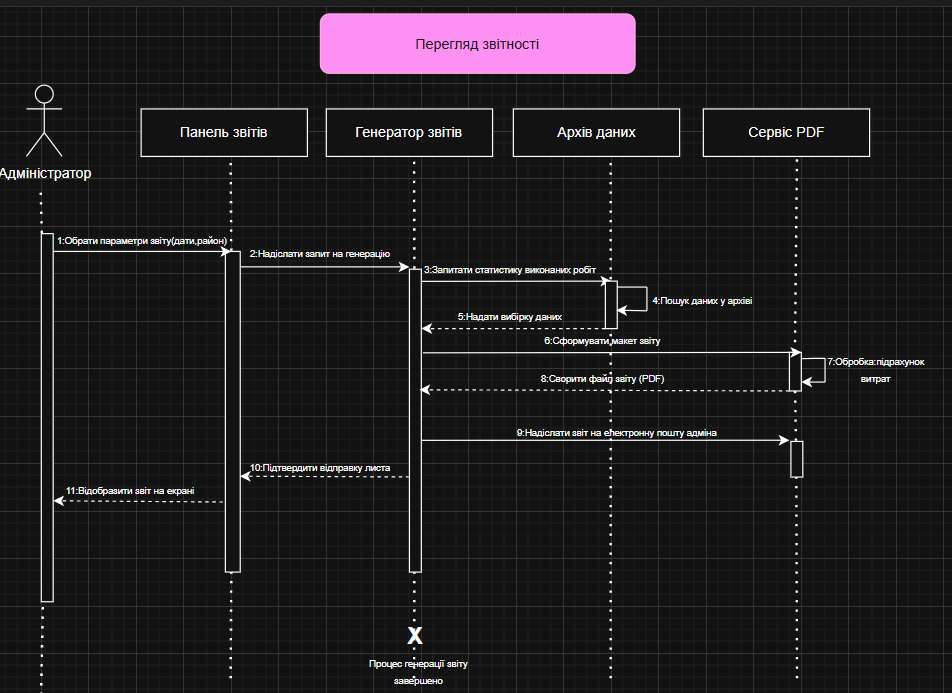 Перегляд звітності
Панель звітів
Генератор звітів
Архів даних
Сервіс PDF
Адміністратор
1:Обрати параметри звіту(дати,район)
2:Надіслати запит на генерацію
3:Запитати статистику виконаних робіт
4:Пошук даних у архіві
5:Надати вибірку даних
6:Сформувати макет звіту
7:Обробка:підрахунок
витрат
8:Сворити файл звіту (PDF)
9:Надіслати звіт на електронну пошту адміна
10:Підтвердити відправку листа
11:Відобразити звіт на екрані
X
Процес генерації звіту
завершено